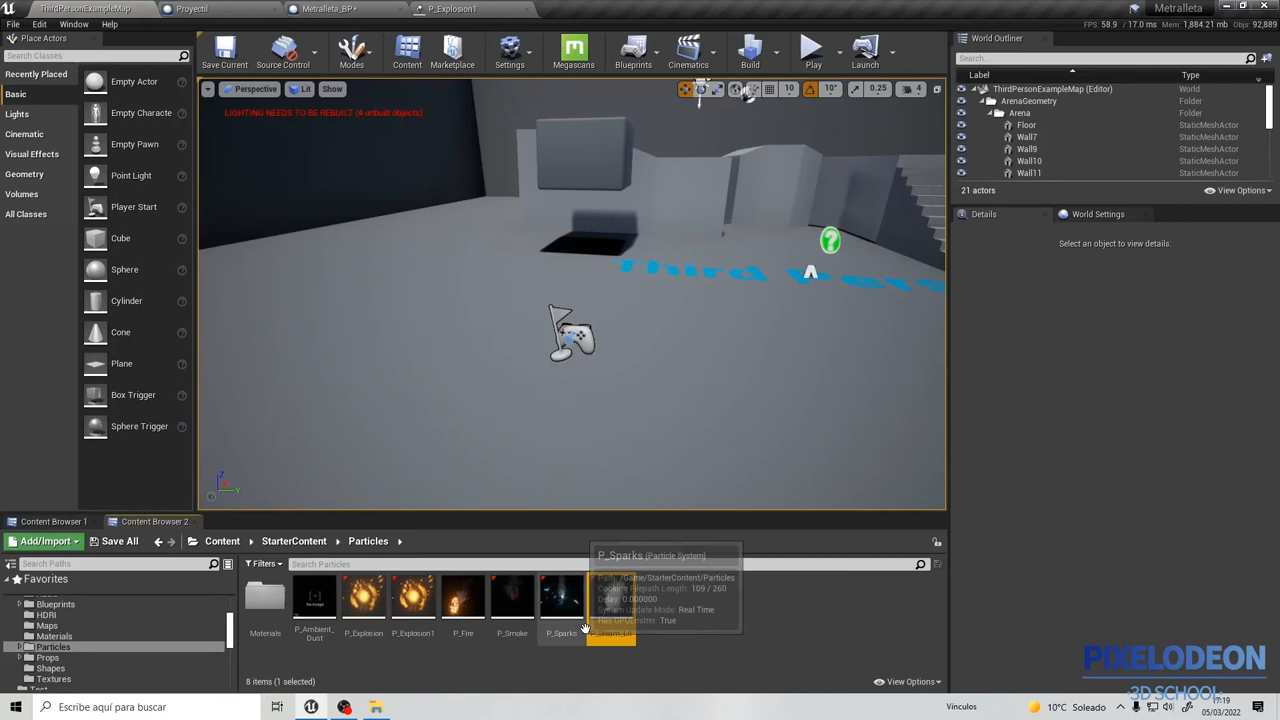 ThirdPersonExampleMap
Proyectil
Metralleta_BP*
P_Explosion1
File Edit Window Help
FPS: 58.9 / 17.0 ms Mem: 1,884.21 mb Objs: 92,889
Metralleta
Place Actors
Search Classes
Recently Placed
Basic
Lights
Cinematic
Visual Effects
Geometry
Volumes
All Classes
Empty Actor
Empty Characte
Empty Pawn
Point Light
Player Start
Cube
Sphere
Cylinder
Cone
Plane
Box Trigger
Sphere Trigger
Save Current
Source Control
Modes
Content
Marketplace
Settings
Megascans
Blueprints
Cinematics
Build
Play
Launch
Perspective Lit Show
10 10° 0.25 4
LIGHTING NEEDS TO BE REBUILT (4 unbuilt objects)
Third
World Outliner
Search...
Label Type
ThirdPersonExampleMap (Editor) World
ArenaGeometry Folder
Arena Folder
Floor StaticMeshActor
Wall7 StaticMeshActor
Wall9 StaticMeshActor
Wall10 StaticMeshActor
Wall11 StaticMeshActor
21 actors
View Options
Details
World Settings
Select an object to view details.
Content Browser 1
Content Browser 2
Add/Import Save All Content StarterContent Particles
Search Paths
Filters
Search Particles
Favorites
Blueprints
HDRI
Maps
Materials
Particles
Props
Shapes
Textures
Materials
P_Ambient_Dust
P_Explosion
P_Explosion1
P_Fire
P_Smoke
P_Sparks
P_Steam_Lit
P_Sparks (Particle System)
Path: /Game/StarterContent/Particles
Cooking Filepath Length: 109 / 260
Delay: 0.000000
System Update Mode: Real Time
Has GPUEmitter: True
8 items (1 selected)
View Options
PIXELODEON
3D SCHOOL
Escribe aquí para buscar
Vínculos
10°C Soleado
17:19
05/03/2022